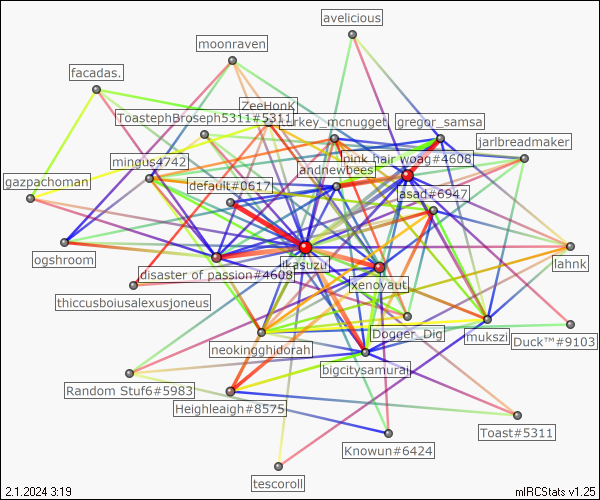 avelicious
moonraven
facadas.
ZeeHonK
ToastephBroseph5311#5311
turkey_mcnugget
gregor_samsa
jarlbreadmaker
pink hair woag#4608
mingus4742
andnewbees
gazpachoman
default#0617
asad#6947
ogshroom
ikasuzu
lahnk
disaster of passion#4608
xenoyaut
thiccusboiusalexusjoneus
Dogger_Dig
mukszi
Duck™#9103
neokingghidorah
bigcitysamurai
Random Stuf6#5983
Heighleaigh#8575
Toast#5311
Knowun#6424
tescoroll
2.1.2024 3:19
mIRCStats v1.25